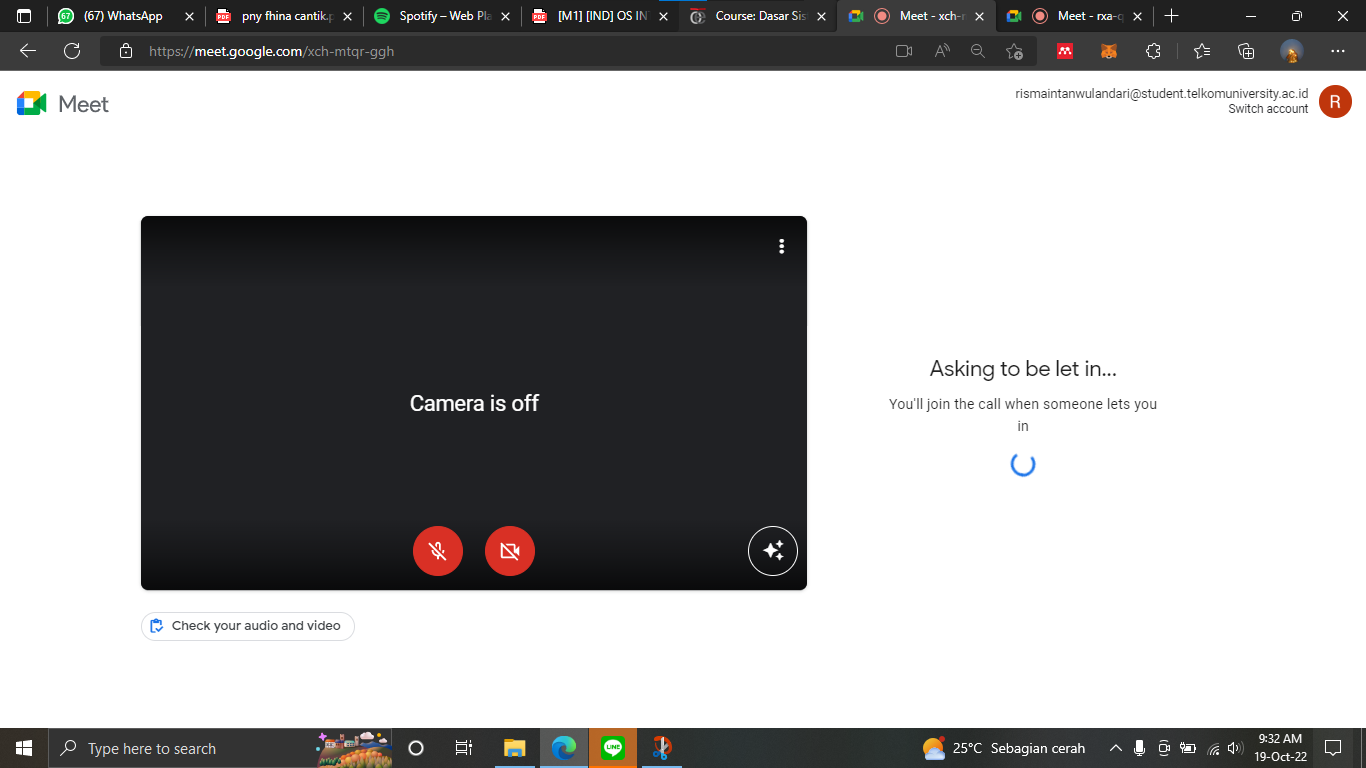 (67) WhatsApp
pny fhina cantik.p
Spotify – Web Pla
[M1] [IND] OS IN
Course: Dasar Sis
Meet - xch-
Meet - rxa-q
https://meet.google.com/xch-mtqr-ggh
Meet
rismaintanwulandari@student.telkomuniversity.ac.id
Switch account
R
Camera is off
Asking to be let in...
You'll join the call when someone lets you
in
Check your audio and video
Type here to search
LINE
25°C Sebagian cerah
9:32 AM
19-Oct-22